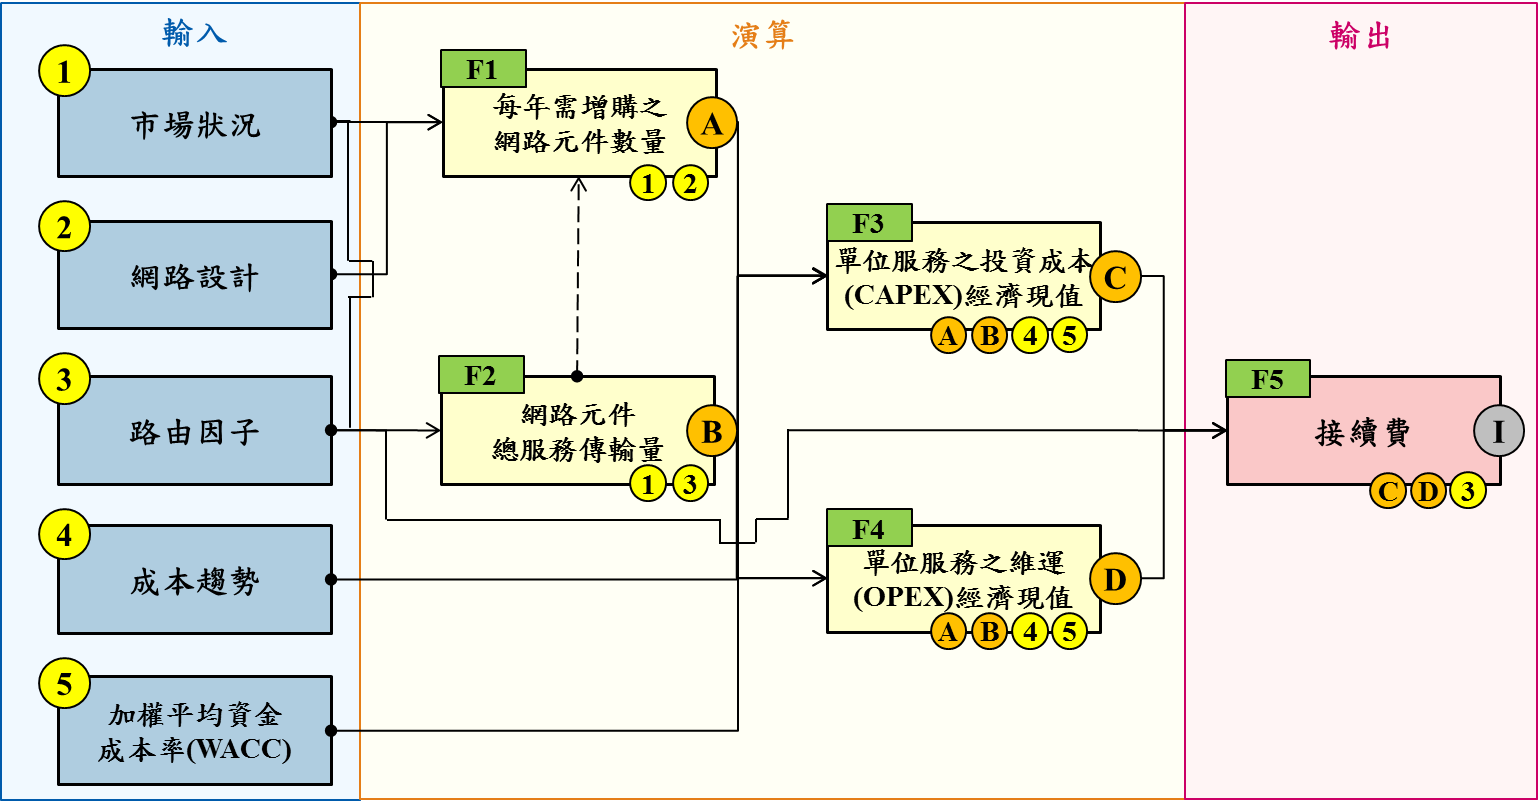 輸入
1
市場狀況
2
網路設計
3
路由因子
4
成本趨勢
5
加權平均資金
成本率(WACC)
演算
F1
每年需增購之
網路元件數量
A
1 2
F2
網路元件
總服務傳輸量
B
1 3
F3
單位服務之投資成本
(CAPEX)經濟現值
C
A B 4 5
F4
單位服務之維運
(OPEX)經濟現值
D
A B 4 5
輸出
F5
接續費
I
C D 3